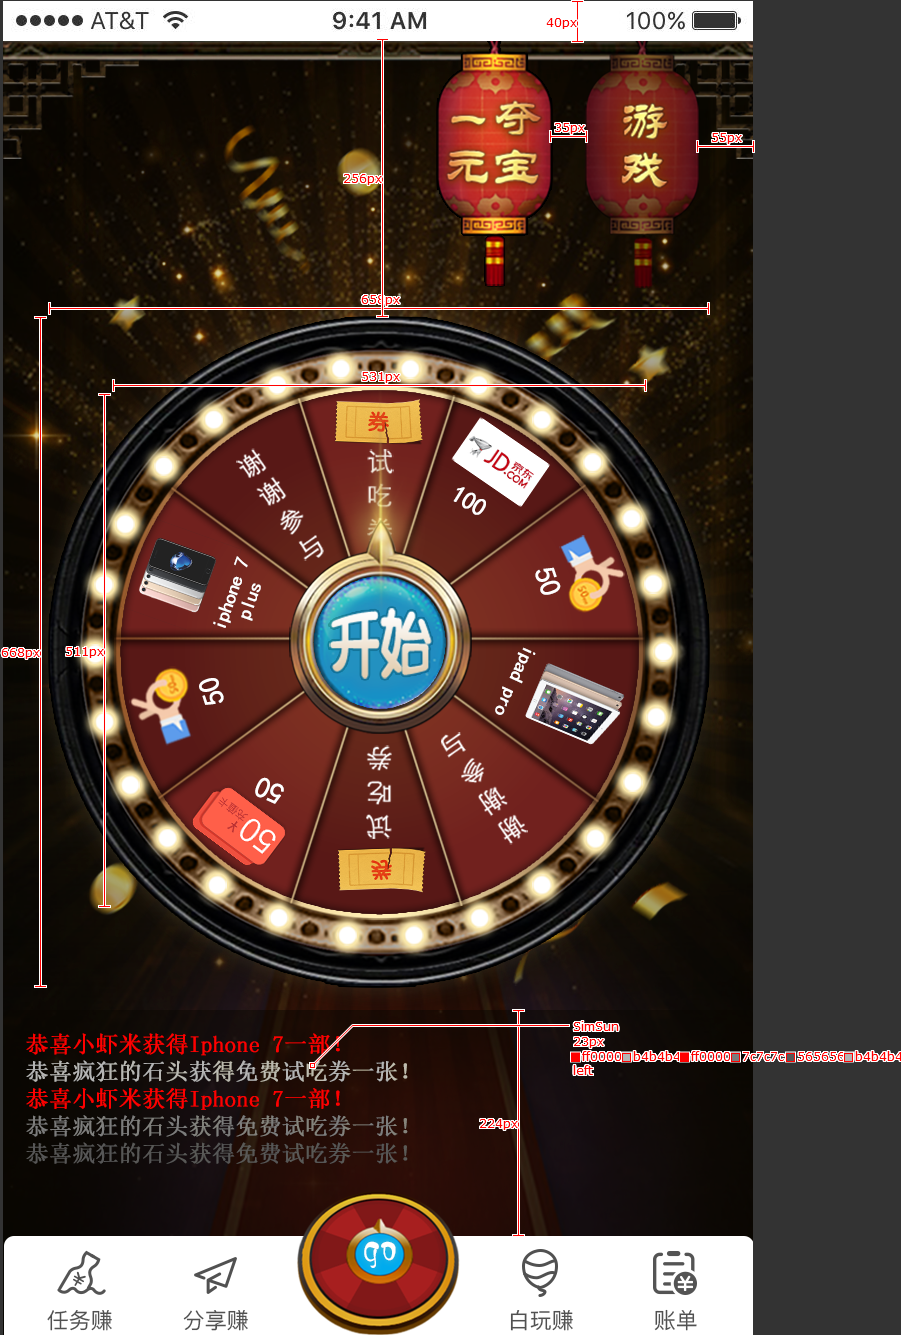 AT&T
9:41 AM
100%
40px
一夺
元宝
游
戏
35px
55px
256px
658px
531px
668px
511px
券
试
吃
券
JD
京东
.COM
100
50
ipad pro
谢谢参与
券
试吃券
50
¥50
充值卡
50
iphone 7
plus
谢谢参与
开始
SimSun
23px
ff0000 b4b4b4 ff0000 7c7c7c 565656 b4b4b4
left
恭喜小虾米获得Iphone 7一部!
恭喜疯狂的石头获得免费试吃券一张!
恭喜小虾米获得Iphone 7一部!
恭喜疯狂的石头获得免费试吃券一张!
恭喜疯狂的石头获得免费试吃券一张!
224px
go
任务赚
分享赚
白玩赚
账单